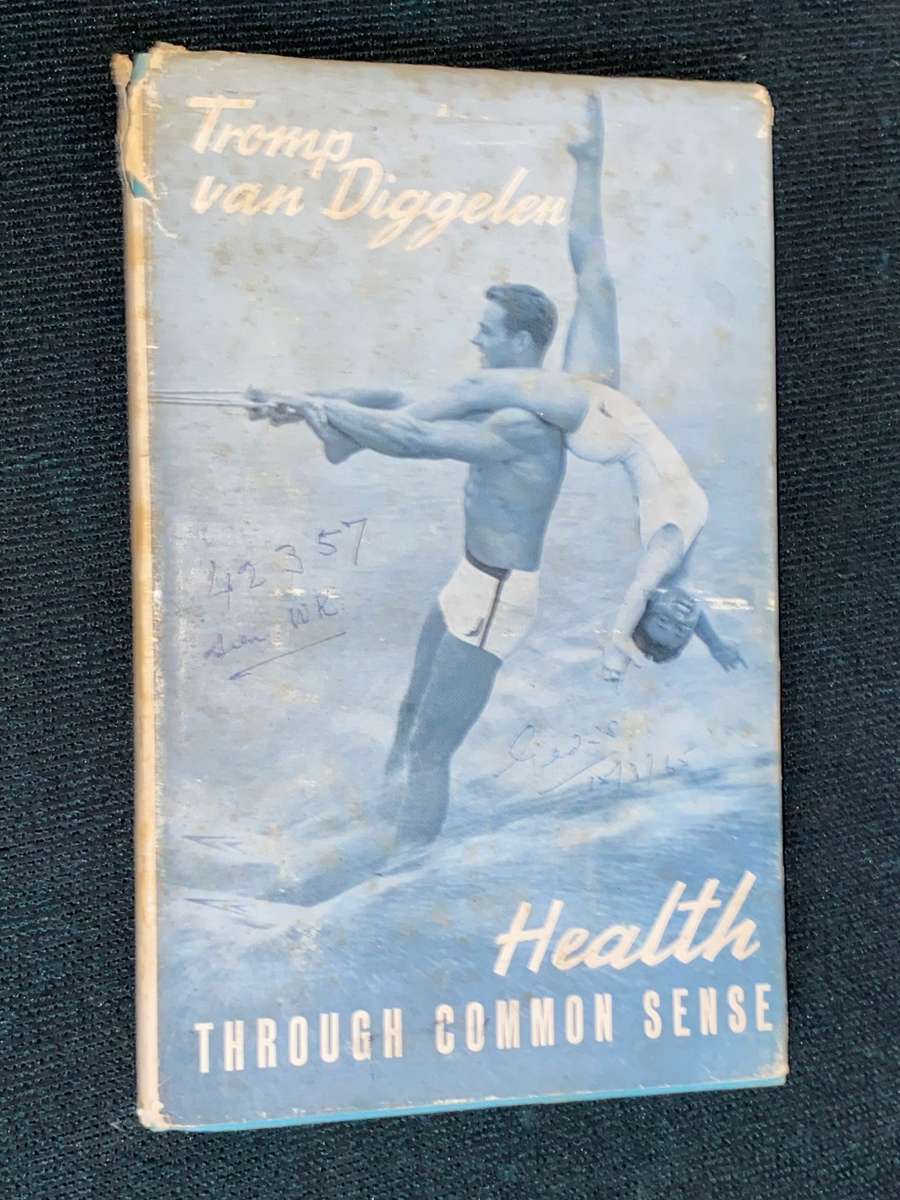 Tromp
van Diggelen
42357
Health
THROUGH COMMON SENSE